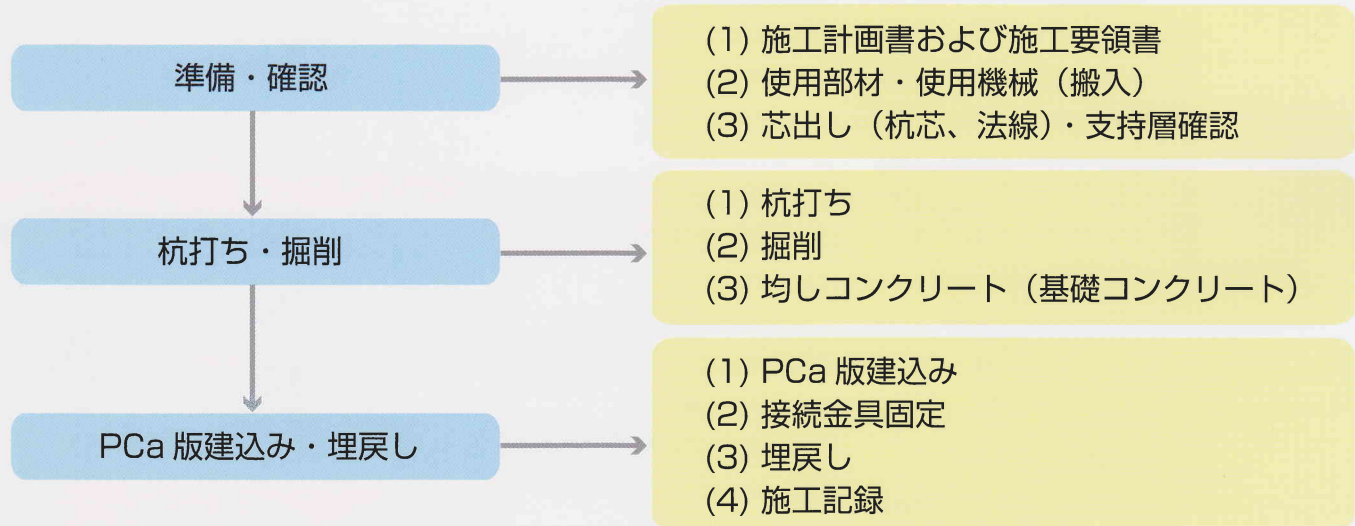 準備・確認
(1) 施工計画書および施工要領書
(2) 使用部材・使用機械（搬入）
(3) 芯出し（杭芯、法線）・支持層確認
杭打ち・掘削
(1) 杭打ち
(2) 掘削
(3) 均しコンクリート（基礎コンクリート）
PCa 版建込み・埋戻し
(1) PCa 版建込み
(2) 接続金具固定
(3) 埋戻し
(4) 施工記録